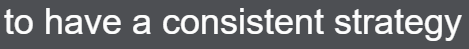 to have a consistent strategy